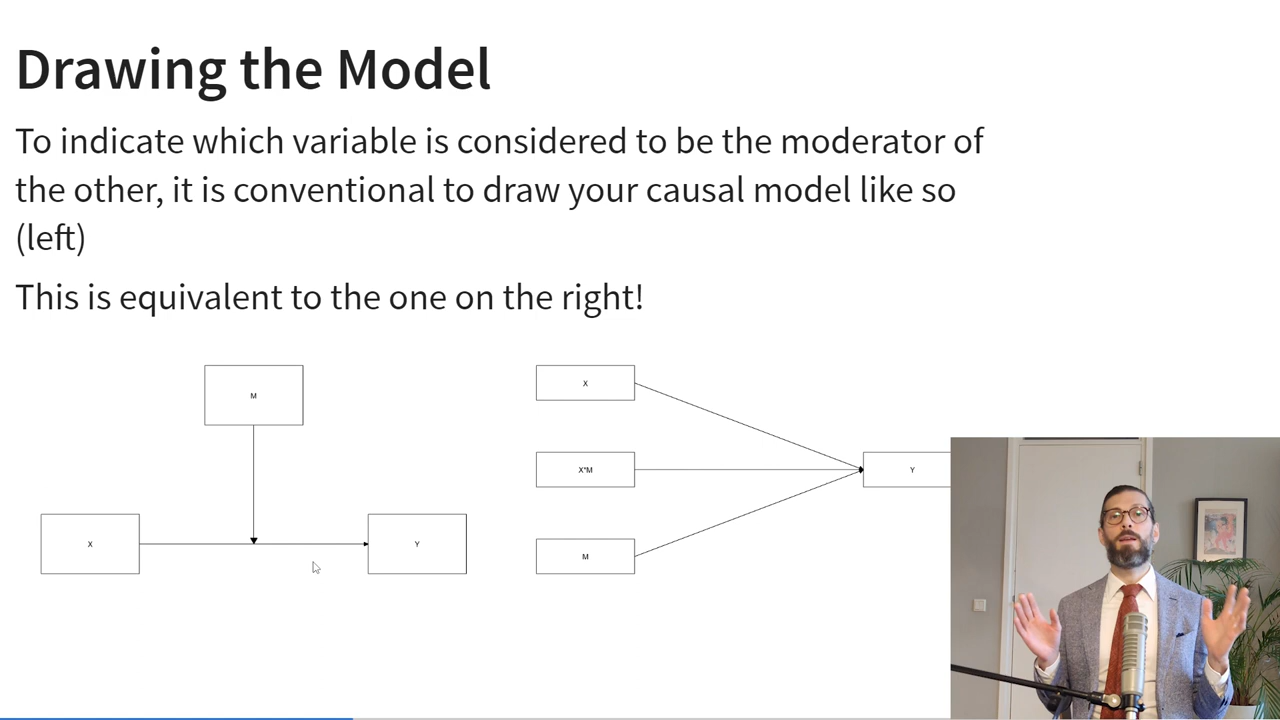 Drawing the Model
To indicate which variable is considered to be the moderator of
the other, it is conventional to draw your causal model like so
(left)
This is equivalent to the one on the right!
M
X
Y
X
X*M
M
Y